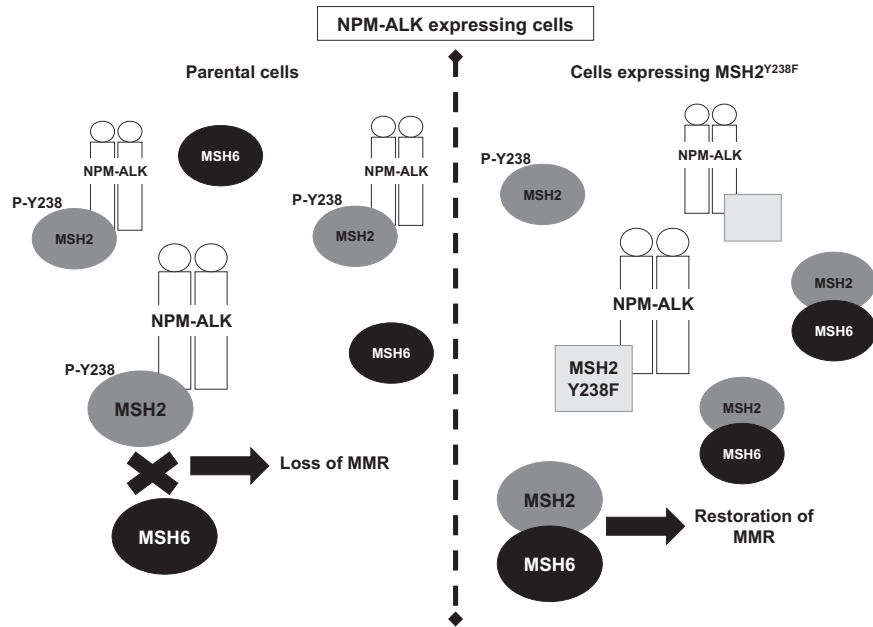 NPM-ALK expressing cells
Parental cells
MSH6
NPM-ALK
P-Y238
MSH2
NPM-ALK
P-Y238
MSH2
NPM-ALK
MSH6
P-Y238
MSH2
Loss of MMR
MSH6
Cells expressing MSH2Y238F
P-Y238
MSH2
NPM-ALK
MSH2
MSH6
NPM-ALK
MSH2
Y238F
MSH2
MSH6
MSH2
MSH6
Restoration of
MMR